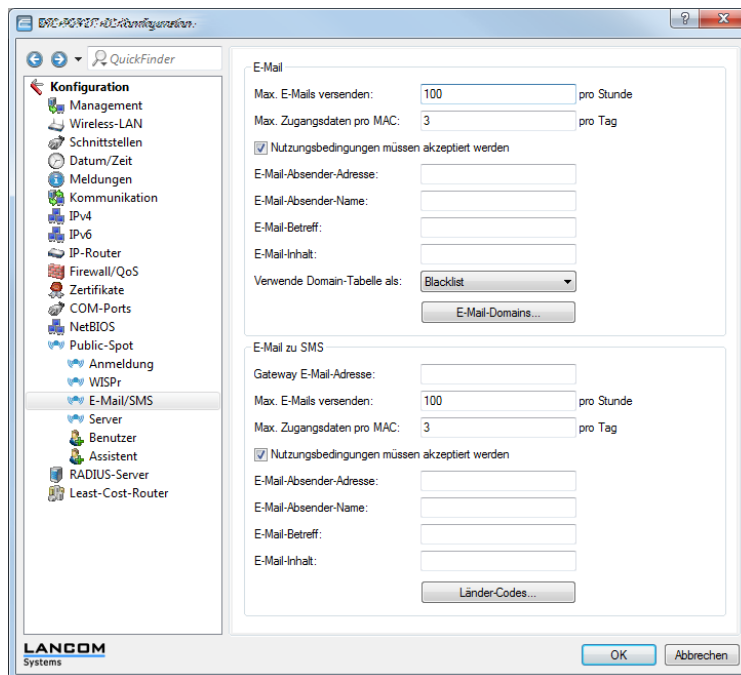 QuickFinder
Konfiguration
Management
Wireless-LAN
Schnittstellen
Datum/Zeit
Meldungen
Kommunikation
IPv4
IPv6
IP-Router
Firewall/QoS
Zertifikate
COM-Ports
NetBIOS
Public-Spot
Anmeldung
WISPr
E-Mail/SMS
Server
Benutzer
Assistent
RADIUS-Server
Least-Cost-Router
E-Mail
Max. E-Mails versenden: 100 pro Stunde
Max. Zugangsdaten pro MAC: 3 pro Tag
Nutzungsbedingungen müssen akzeptiert werden
E-Mail-Absender-Adresse:
E-Mail-Absender-Name:
E-Mail-Betreff:
E-Mail-Inhalt:
Verwende Domain-Tabelle als: Blacklist
E-Mail-Domains...
E-Mail zu SMS
Gateway E-Mail-Adresse:
Max. E-Mails versenden: 100 pro Stunde
Max. Zugangsdaten pro MAC: 3 pro Tag
Nutzungsbedingungen müssen akzeptiert werden
E-Mail-Absender-Adresse:
E-Mail-Absender-Name:
E-Mail-Betreff:
E-Mail-Inhalt:
Länder-Codes...
LANCOM
Systems
OK Abbrechen